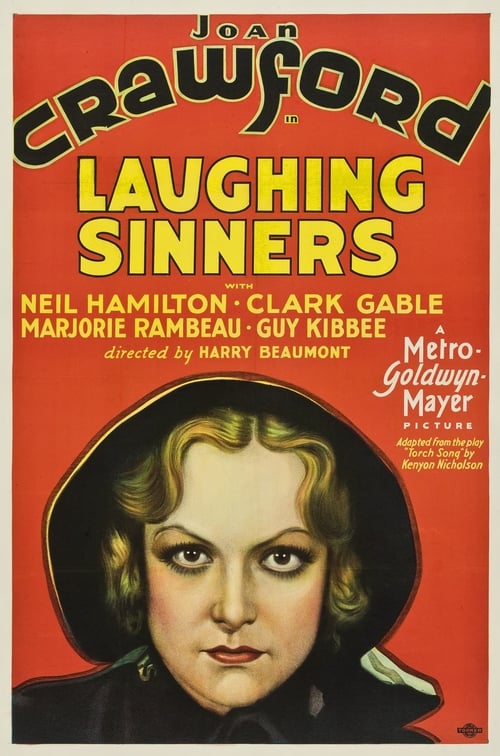 Joan
Crawford
in
LAUGHING
SINNERS
WITH
NEIL HAMILTON · CLARK GABLE
MARJORIE RAMBEAU · GUY KIBBEE
directed by HARRY BEAUMONT
A
Metro-
Goldwyn-
Mayer
PICTURE
Adapted from the play
"Torch Song" by
Kenyon Nicholson